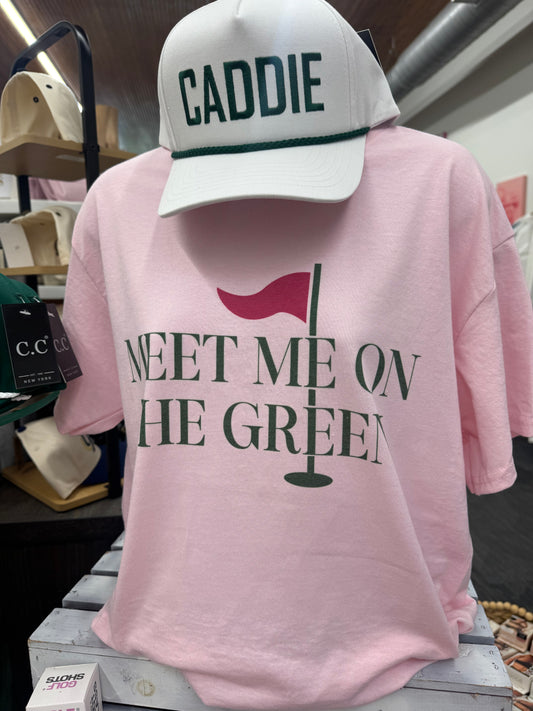 CADDIE
MEET ME ON
THE GREEN
C.C
NEW YORK
C.C
GOLF
SHOTS